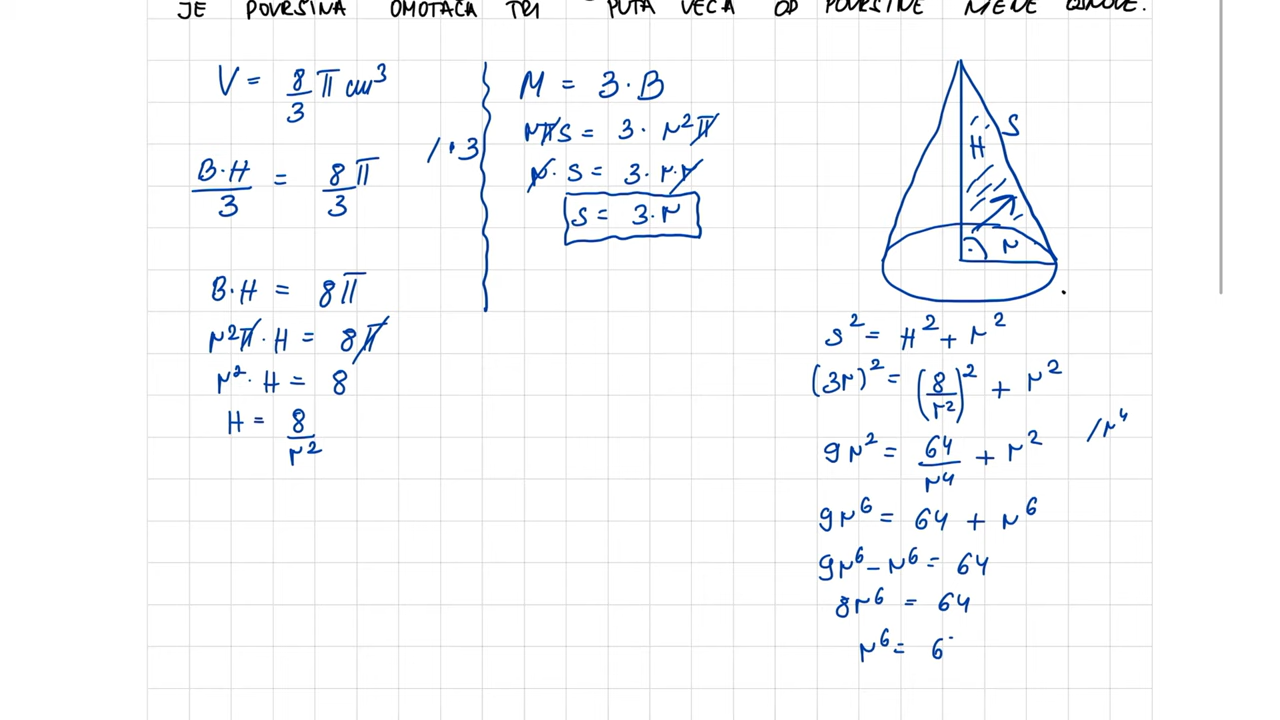 JE POVRŠINA OMOTAČA TRI PUTA VEĆA OD POVRŠINE NJENE OSNOVE.
V = 8/3 π cm³
B·H/3 = 8π/3 /·3
B·H = 8π
r²π·H = 8π
r²·H = 8
H = 8/r²
M = 3·B
rπs = 3·r²π
r·s = 3·r·r
s = 3·r
H
s
r
s² = H² + r²
(3r)² = (8/r²)² + r²
9r² = 64/r⁴ + r² /r⁴
9r⁶ = 64 + r⁶
9r⁶ - r⁶ = 64
8r⁶ = 64
r⁶ = 6